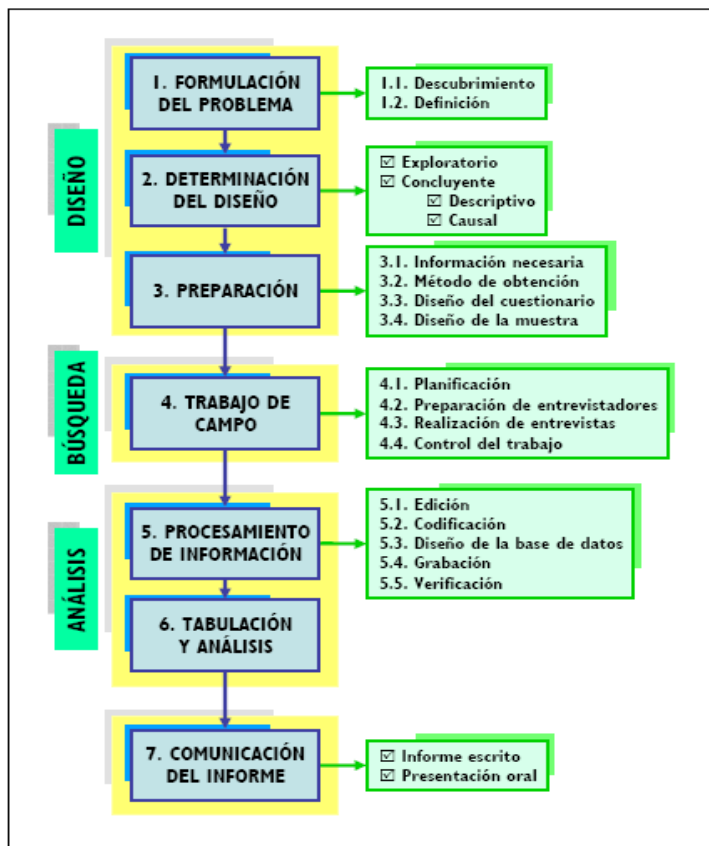 DISEÑO
1. FORMULACIÓN
DEL PROBLEMA
1.1. Descubrimiento
1.2. Definición
2. DETERMINACIÓN
DEL DISEÑO
☑ Exploratorio
☑ Concluyente
☑ Descriptivo
☑ Causal
3. PREPARACIÓN
3.1. Información necesaria
3.2. Método de obtención
3.3. Diseño del cuestionario
3.4. Diseño de la muestra
BÚSQUEDA
4. TRABAJO DE
CAMPO
4.1. Planificación
4.2. Preparación de entrevistadores
4.3. Realización de entrevistas
4.4. Control del trabajo
ANÁLISIS
5. PROCESAMIENTO
DE INFORMACIÓN
5.1. Edición
5.2. Codificación
5.3. Diseño de la base de datos
5.4. Grabación
5.5. Verificación
6. TABULACIÓN
Y ANÁLISIS
7. COMUNICACIÓN
DEL INFORME
☑ Informe escrito
☑ Presentación oral